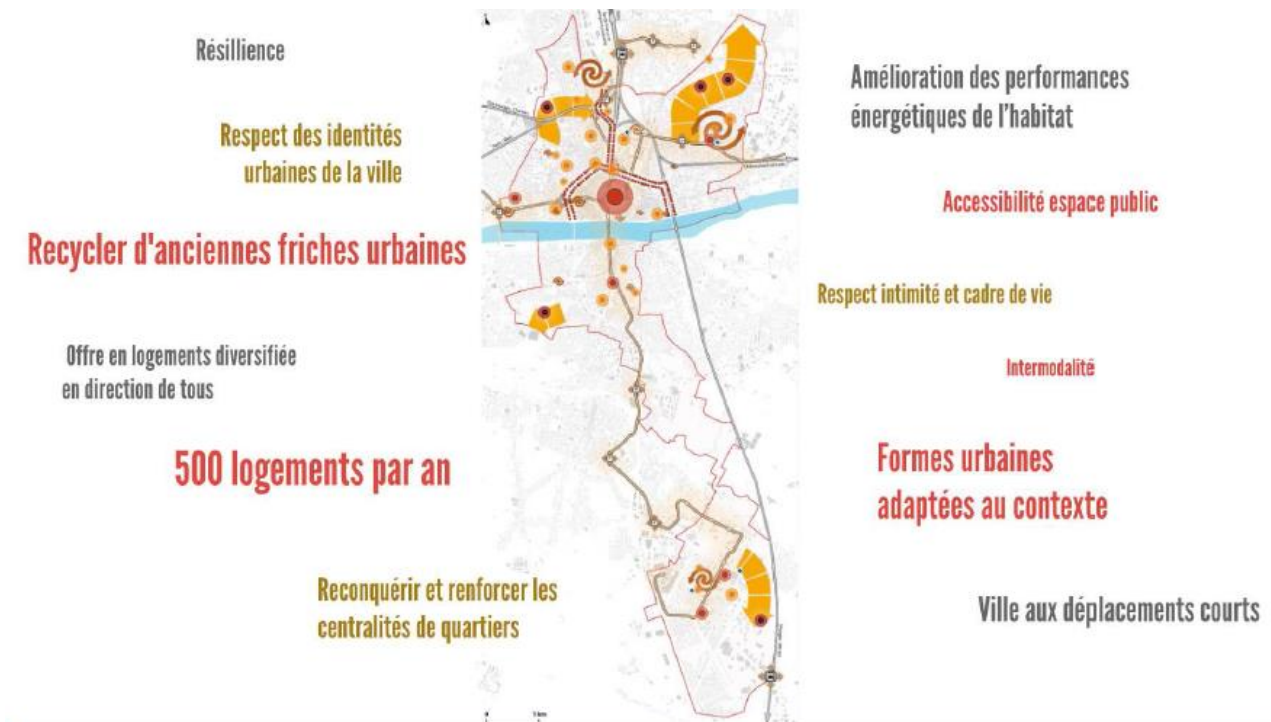 Résillience
Respect des identités
urbaines de la ville
Recycler d'anciennes friches urbaines
Offre en logements diversifiée
en direction de tous
500 logements par an
Reconquérir et renforcer les
centralités de quartiers
Amélioration des performances
énergétiques de l'habitat
Accessibilité espace public
Respect intimité et cadre de vie
Intermodalité
Formes urbaines
adaptées au contexte
Ville aux déplacements courts
1 km